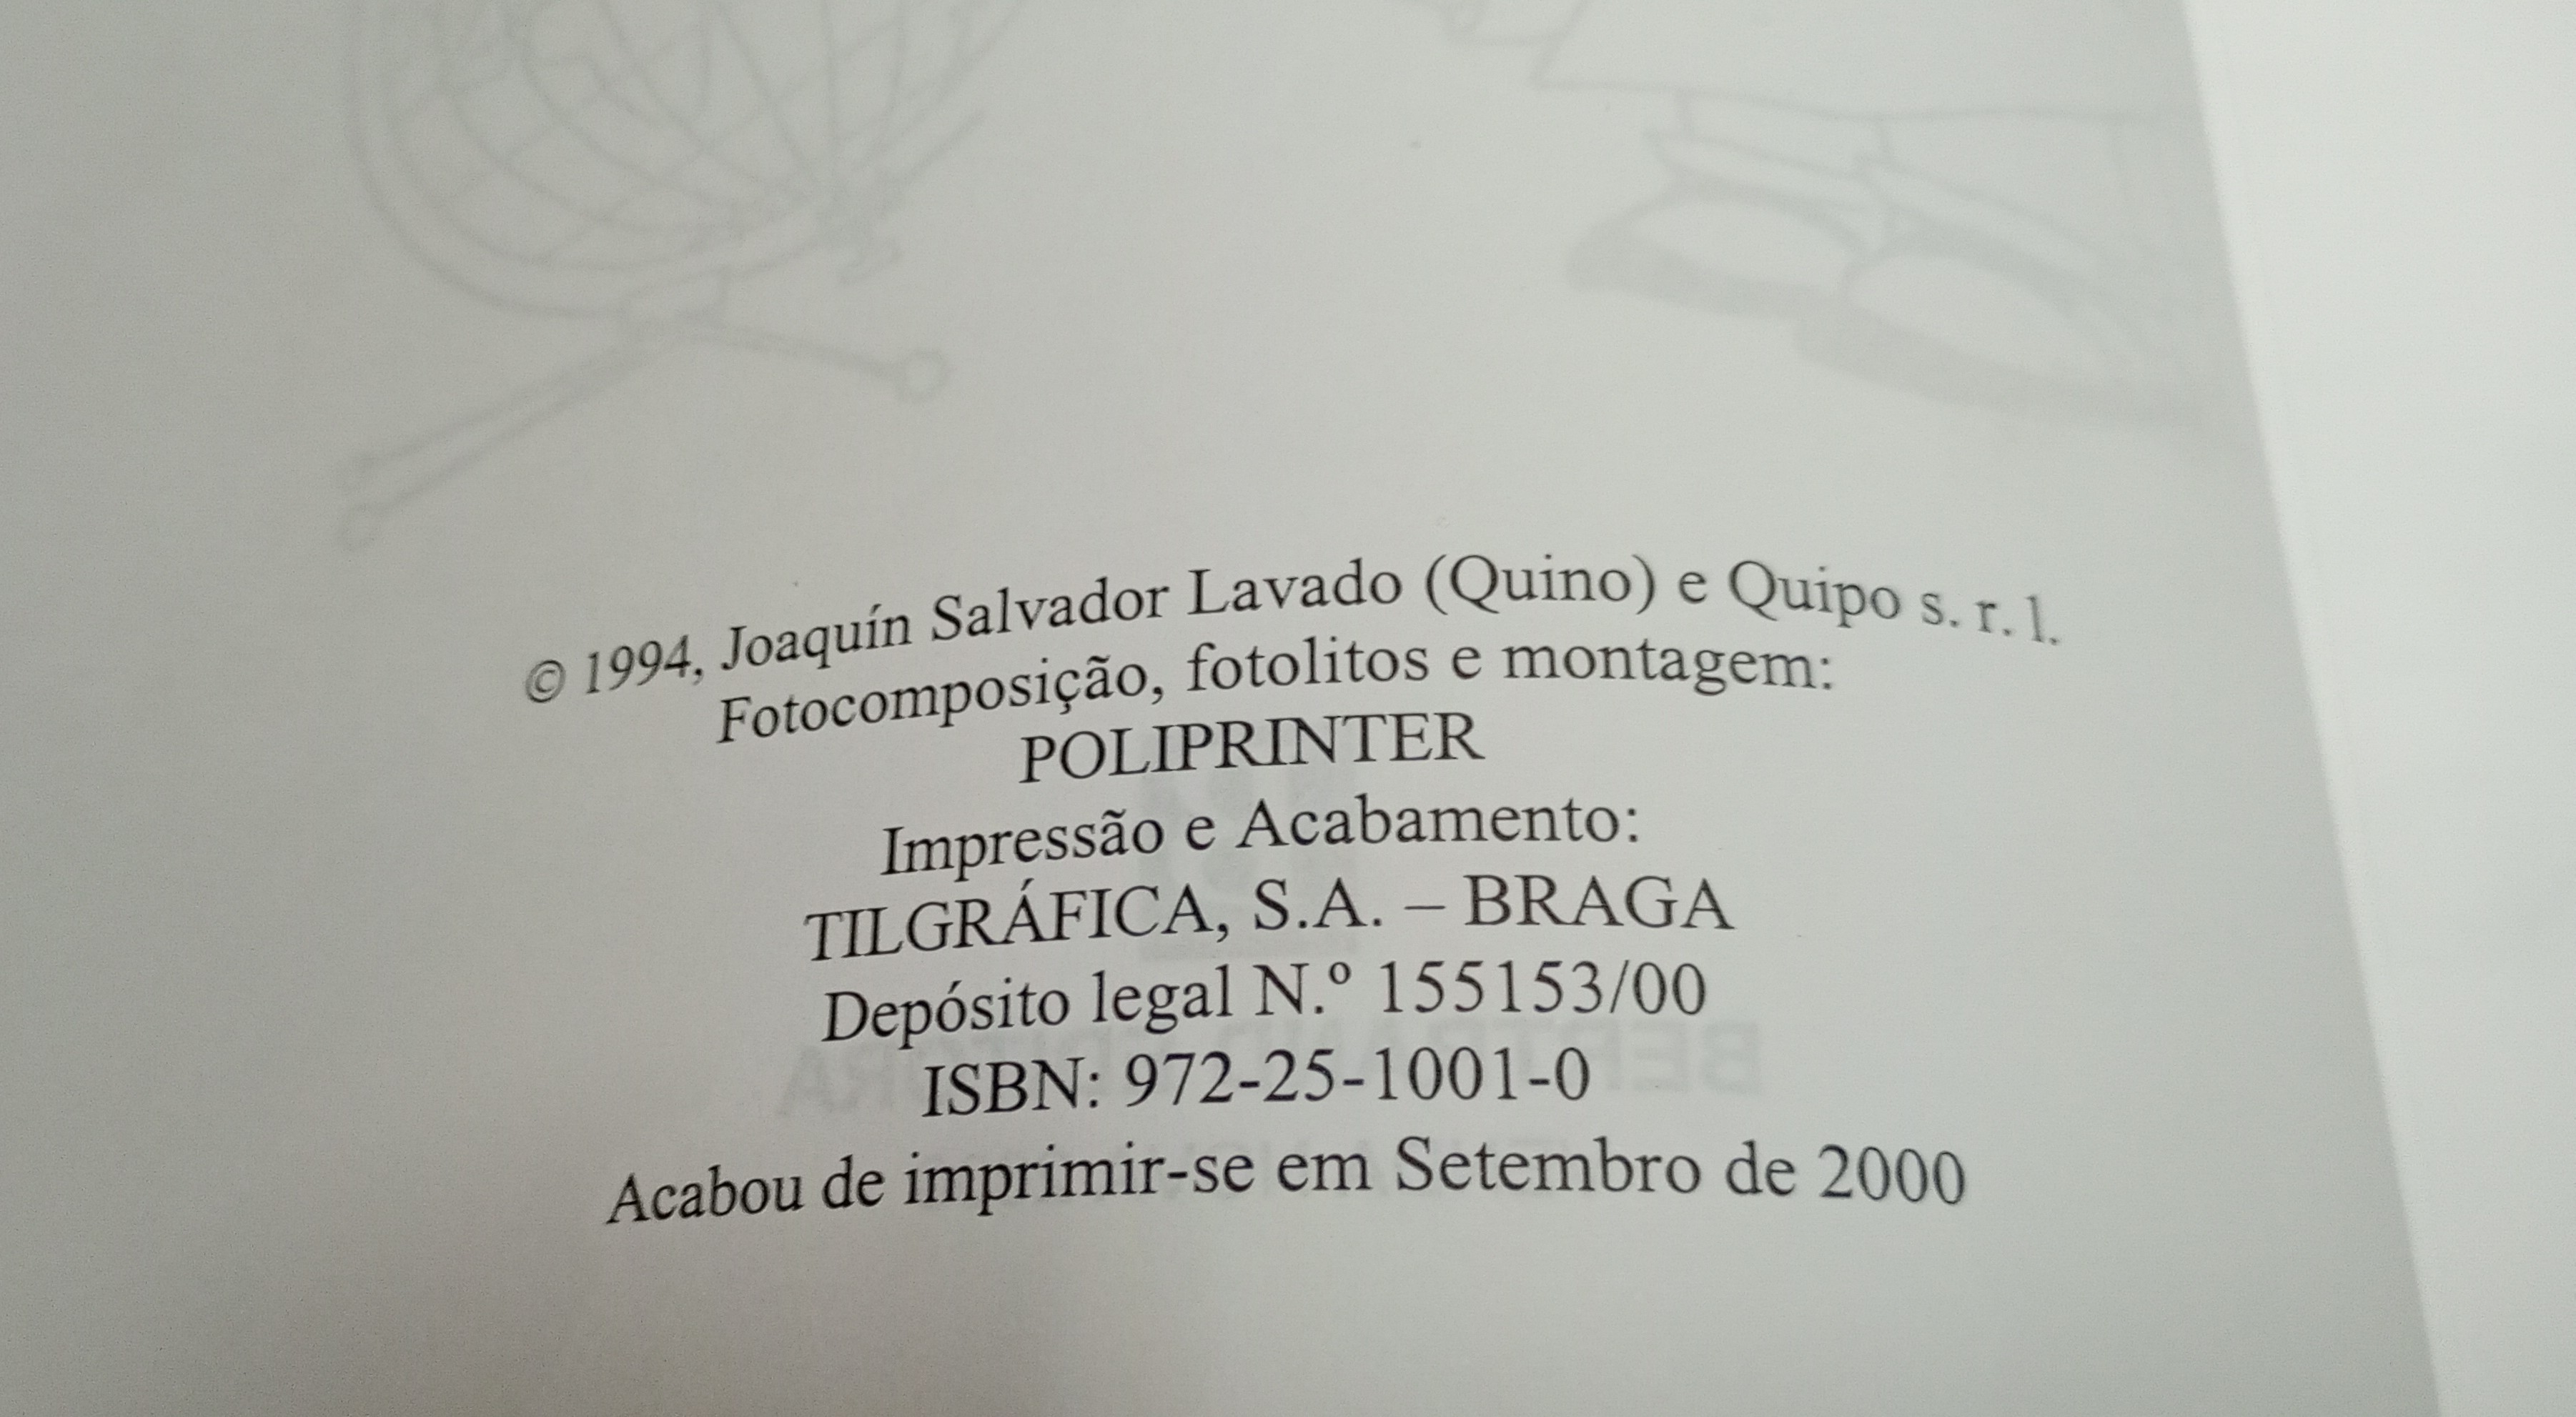 © 1994, Joaquín Salvador Lavado (Quino) e Quipo s. r. l.
Fotocomposição, fotolitos e montagem:
POLIPRINTER
Impressão e Acabamento:
TILGRÁFICA, S.A. – BRAGA
Depósito legal N.º 155153/00
ISBN: 972-25-1001-0
Acabou de imprimir-se em Setembro de 2000